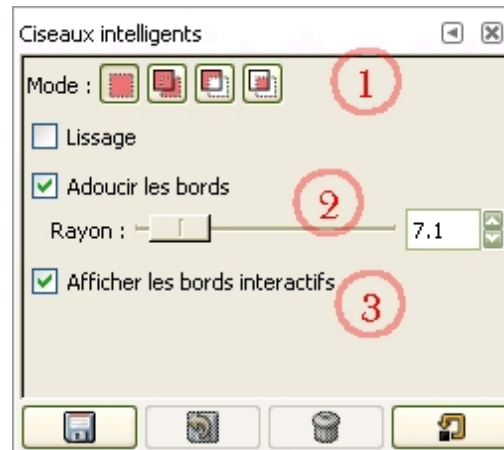 Ciseaux intelligents
Mode :
1
Lissage
Adoucir les bords
2
Rayon :
7.1
Afficher les bords interactifs
3